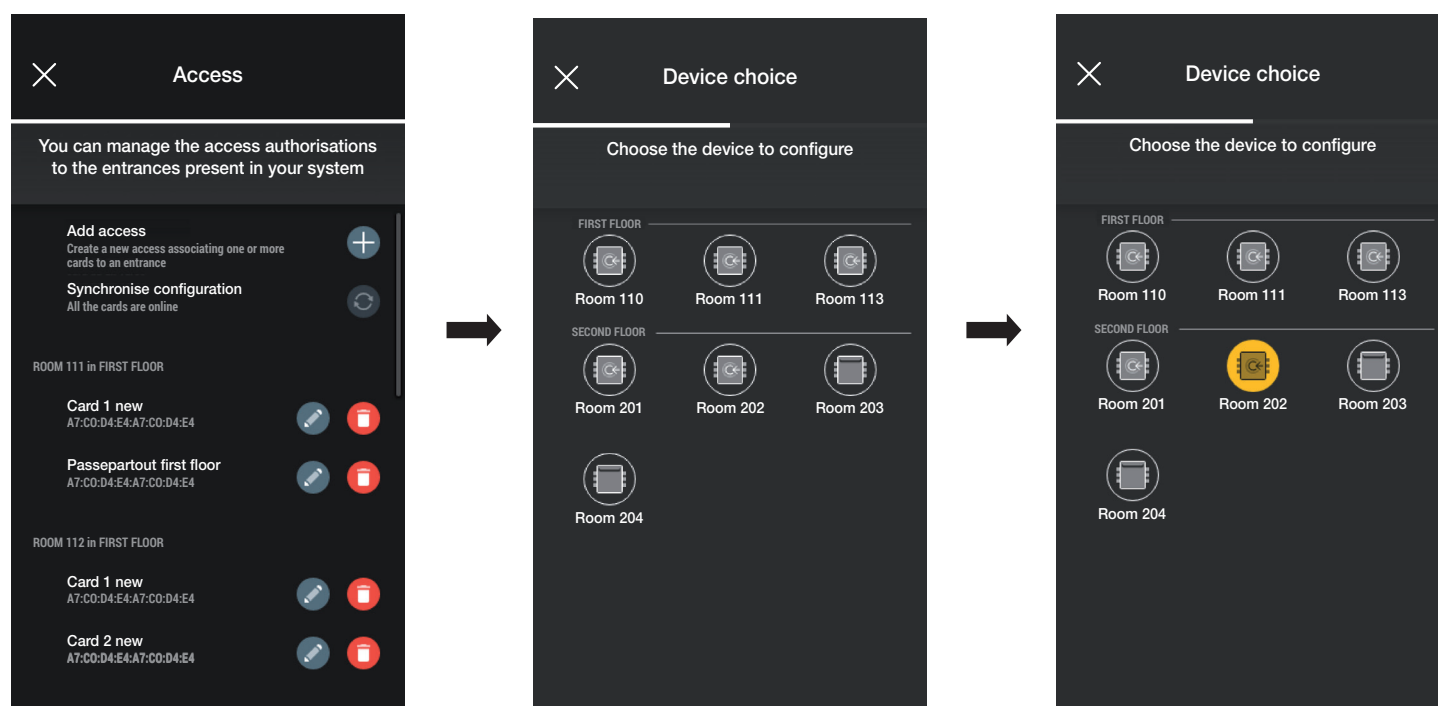 Access
You can manage the access authorisations
to the entrances present in your system
Add access
Create a new access associating one or more
cards to an entrance
Synchronise configuration
All the cards are online
ROOM 111 in FIRST FLOOR
Card 1 new
A7:C0:D4:E4:A7:C0:D4:E4
Passepartout first floor
A7:C0:D4:E4:A7:C0:D4:E4
ROOM 112 in FIRST FLOOR
Card 1 new
A7:C0:D4:E4:A7:C0:D4:E4
Card 2 new
A7:C0:D4:E4:A7:C0:D4:E4
Device choice
Choose the device to configure
FIRST FLOOR
Room 110 Room 111 Room 113
SECOND FLOOR
Room 201 Room 202 Room 203
Room 204
Device choice
Choose the device to configure
FIRST FLOOR
Room 110 Room 111 Room 113
SECOND FLOOR
Room 201 Room 202 Room 203
Room 204